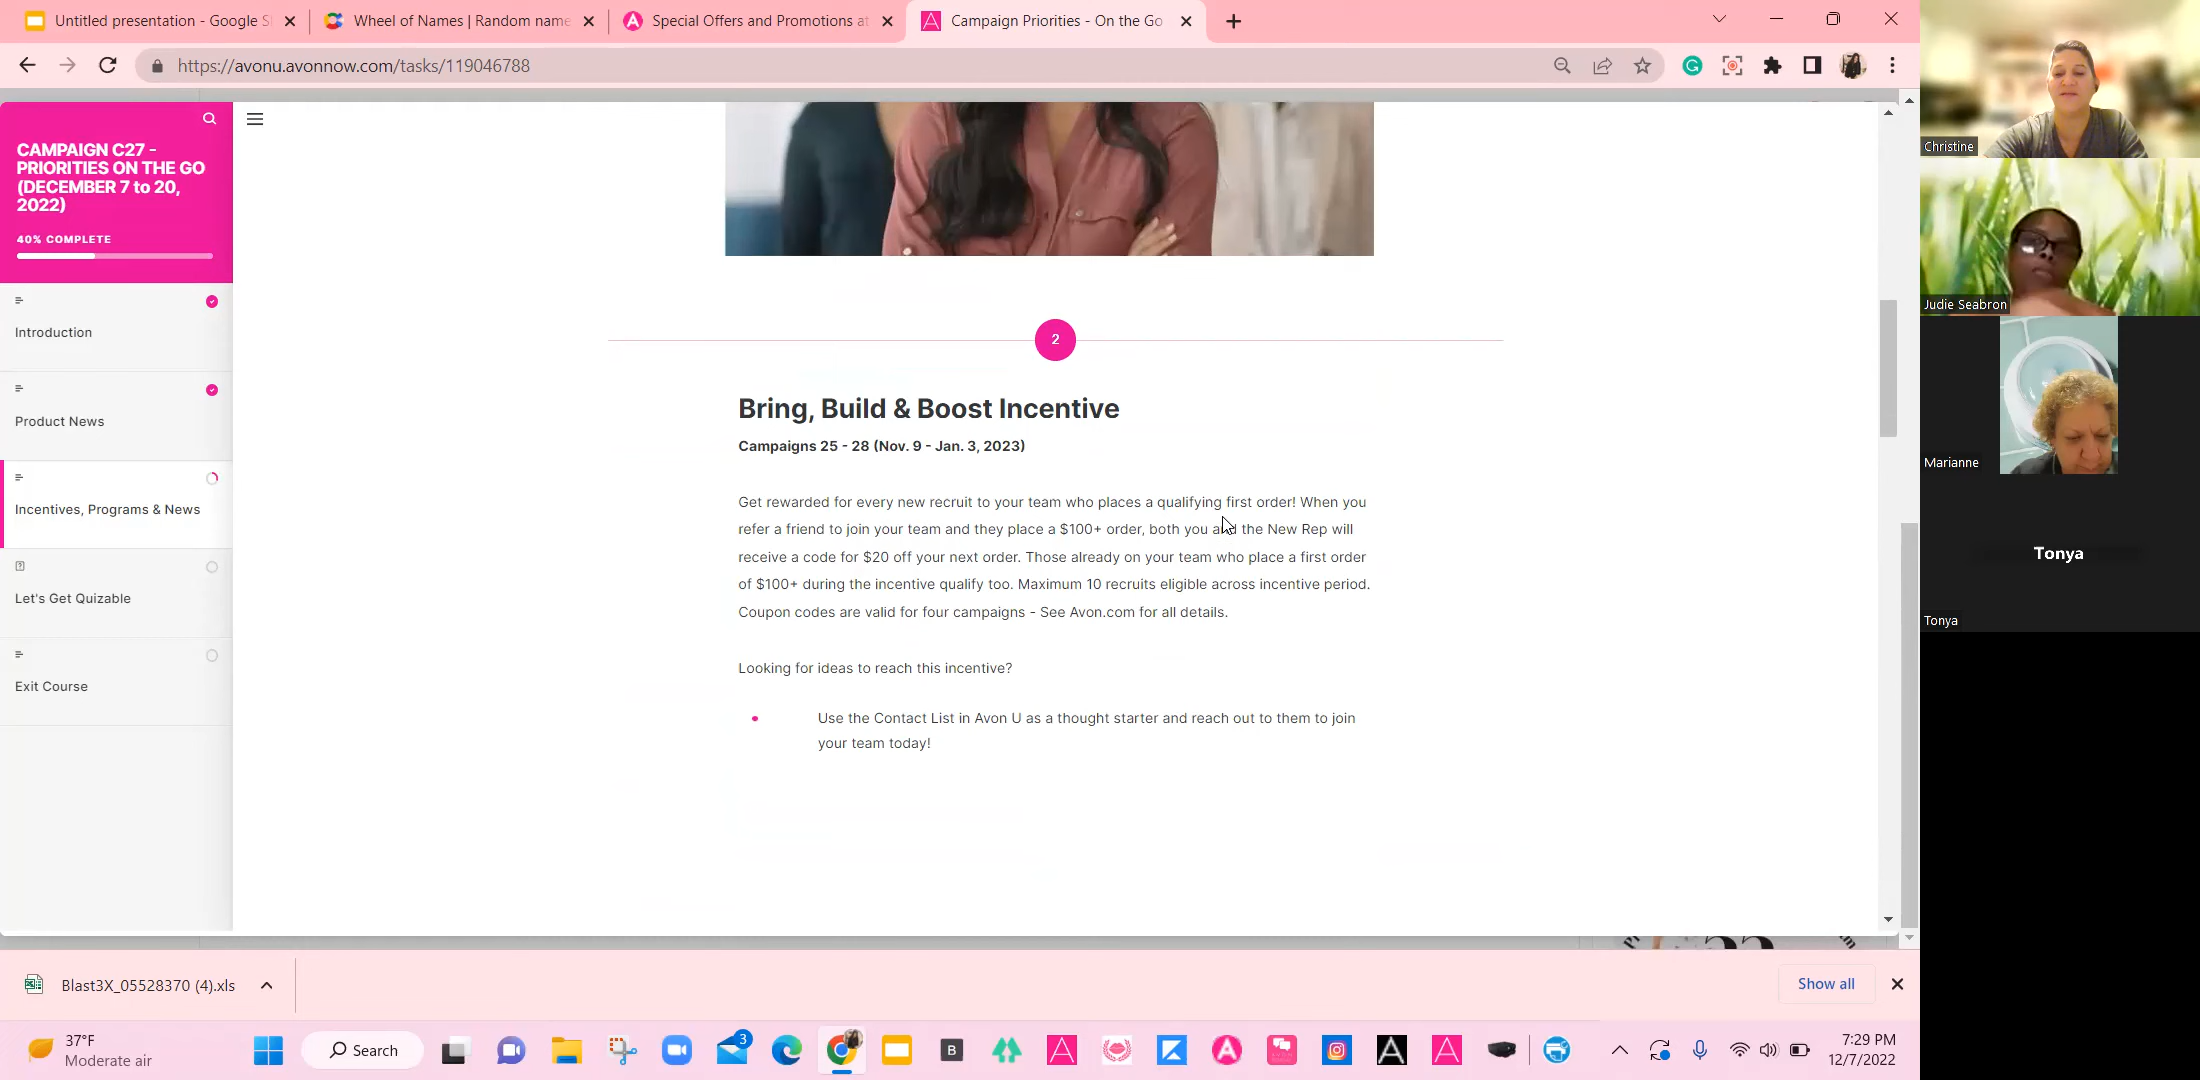 Untitled presentation - Google S
Wheel of Names | Random name
Special Offers and Promotions at
Campaign Priorities - On the Go
https://avonu.avonnow.com/tasks/119046788
CAMPAIGN C27 -
PRIORITIES ON THE GO
(DECEMBER 7 to 20,
2022)
40% COMPLETE
Introduction
Product News
Incentives, Programs & News
Let's Get Quizable
Exit Course
2
Bring, Build & Boost Incentive
Campaigns 25 - 28 (Nov. 9 - Jan. 3, 2023)
Get rewarded for every new recruit to your team who places a qualifying first order! When you
refer a friend to join your team and they place a $100+ order, both you and the New Rep will
receive a code for $20 off your next order. Those already on your team who place a first order
of $100+ during the incentive qualify too. Maximum 10 recruits eligible across incentive period.
Coupon codes are valid for four campaigns - See Avon.com for all details.
Looking for ideas to reach this incentive?
Use the Contact List in Avon U as a thought starter and reach out to them to join
your team today!
Christine
Judie Seabron
Marianne
Tonya
Tonya
Blast3X_05528370 (4).xls
Show all
37°F
Moderate air
Search
3
B
7:29 PM
12/7/2022